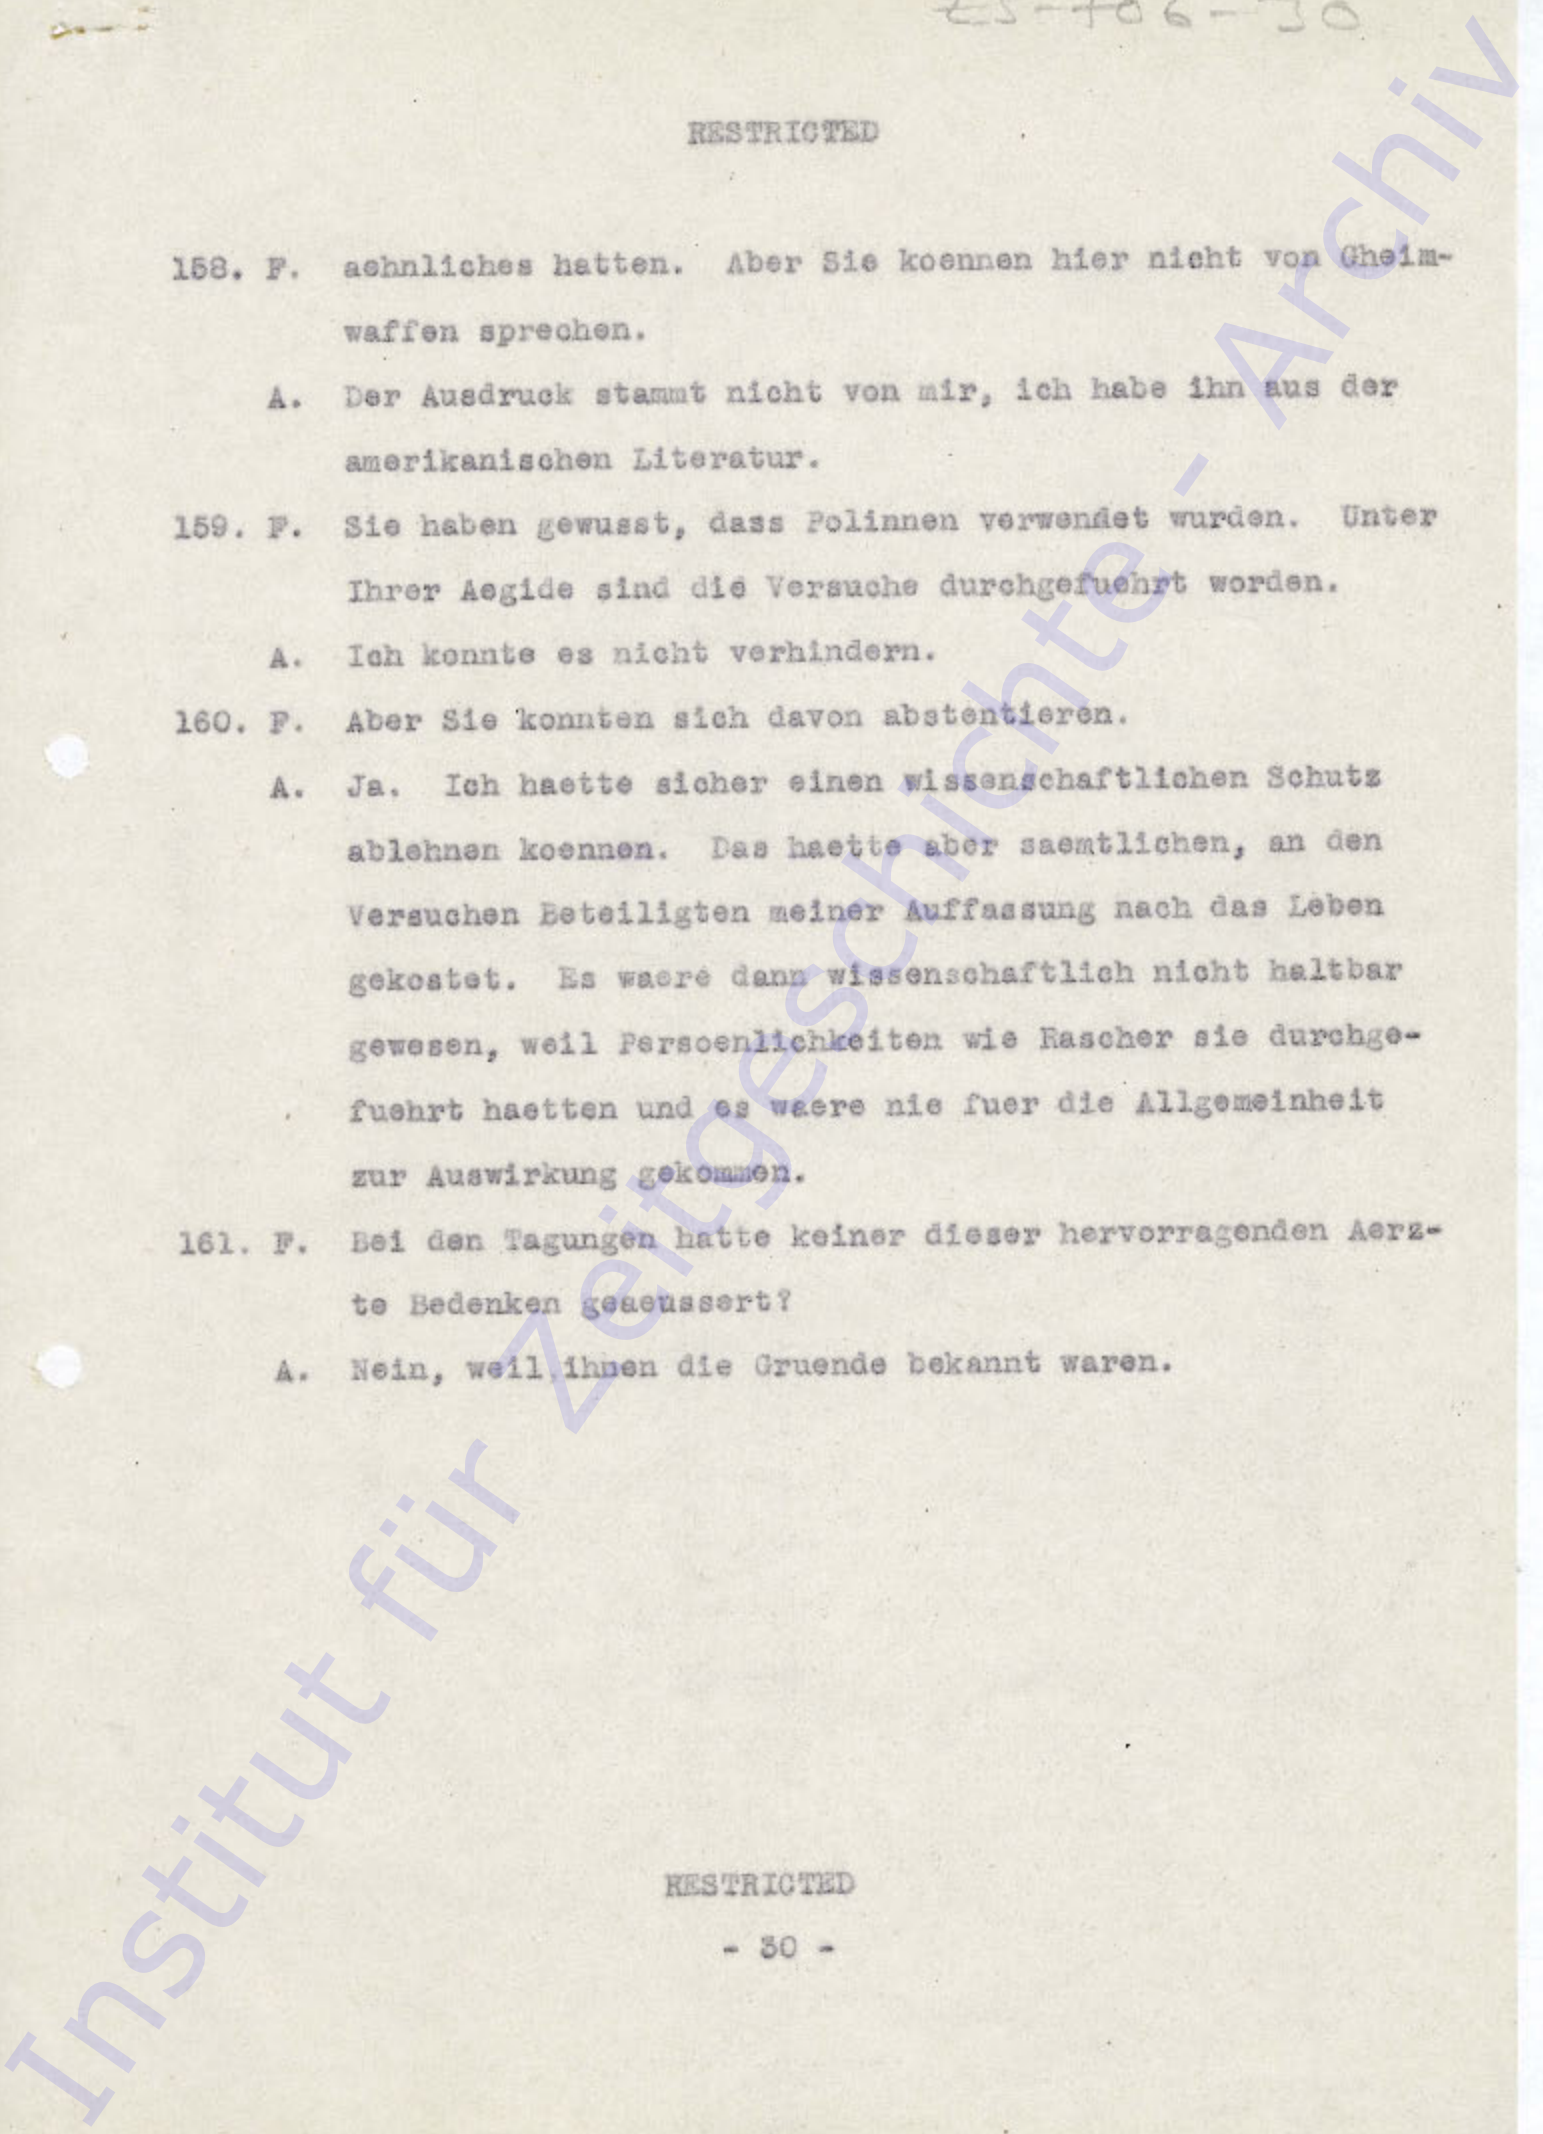 ZS-706-30
RESTRICTED
158. F. aehnliches hatten. Aber Sie koennen hier nicht von Gheim-
waffen sprechen.
A. Der Ausdruck stammt nicht von mir, ich habe ihn aus der
amerikanischen Literatur.
159. F. Sie haben gewusst, dass Polinnen verwendet wurden. Unter
Ihrer Aegide sind die Versuche durchgefuehrt worden.
A. Ich konnte es nicht verhindern.
160. F. Aber Sie konnten sich davon abstentieren.
A. Ja. Ich haette sicher einen wissenschaftlichen Schutz
ablehnen koennen. Das haette aber saemtlichen, an den
Versuchen Beteiligten meiner Auffassung nach das Leben
gekostet. Es waere dann wissenschaftlich nicht haltbar
gewesen, weil Persoenlichkeiten wie Rascher sie durchge-
fuehrt haetten und es waere nie fuer die Allgemeinheit
zur Auswirkung gekommen.
161. F. Bei den Tagungen hatte keiner dieser hervorragenden Aerz-
te Bedenken geaeussert?
A. Nein, weil ihnen die Gruende bekannt waren.
RESTRICTED
- 30 -
Institut für Zeitgeschichte - Archiv